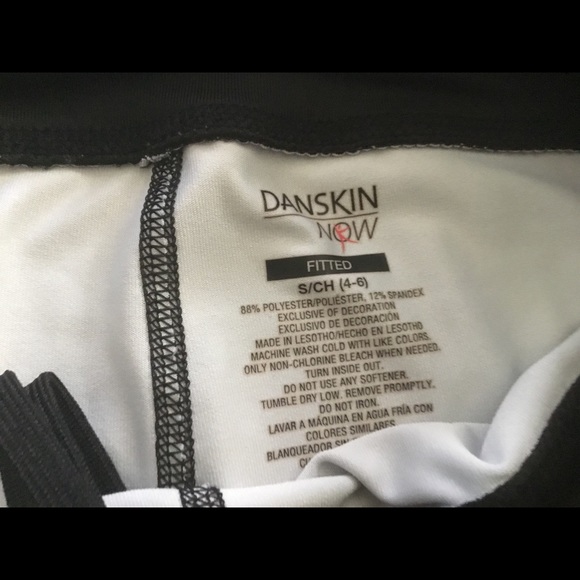 DANSKIN
NOW
FITTED
S/CH (4-6)
88% POLYESTER/POLIÉSTER, 12% SPANDEX
EXCLUSIVE OF DECORATION
EXCLUSIVO DE DECORACIÓN
MADE IN LESOTHO/HECHO EN LESOTHO
MACHINE WASH COLD WITH LIKE COLORS.
ONLY NON-CHLORINE BLEACH WHEN NEEDED.
TURN INSIDE OUT.
DO NOT USE ANY SOFTENER.
TUMBLE DRY LOW. REMOVE PROMPTLY.
DO NOT IRON.
LAVAR A MÁQUINA EN AGUA FRÍA CON
COLORES SIMILARES.
BLANQUEADOR SIN